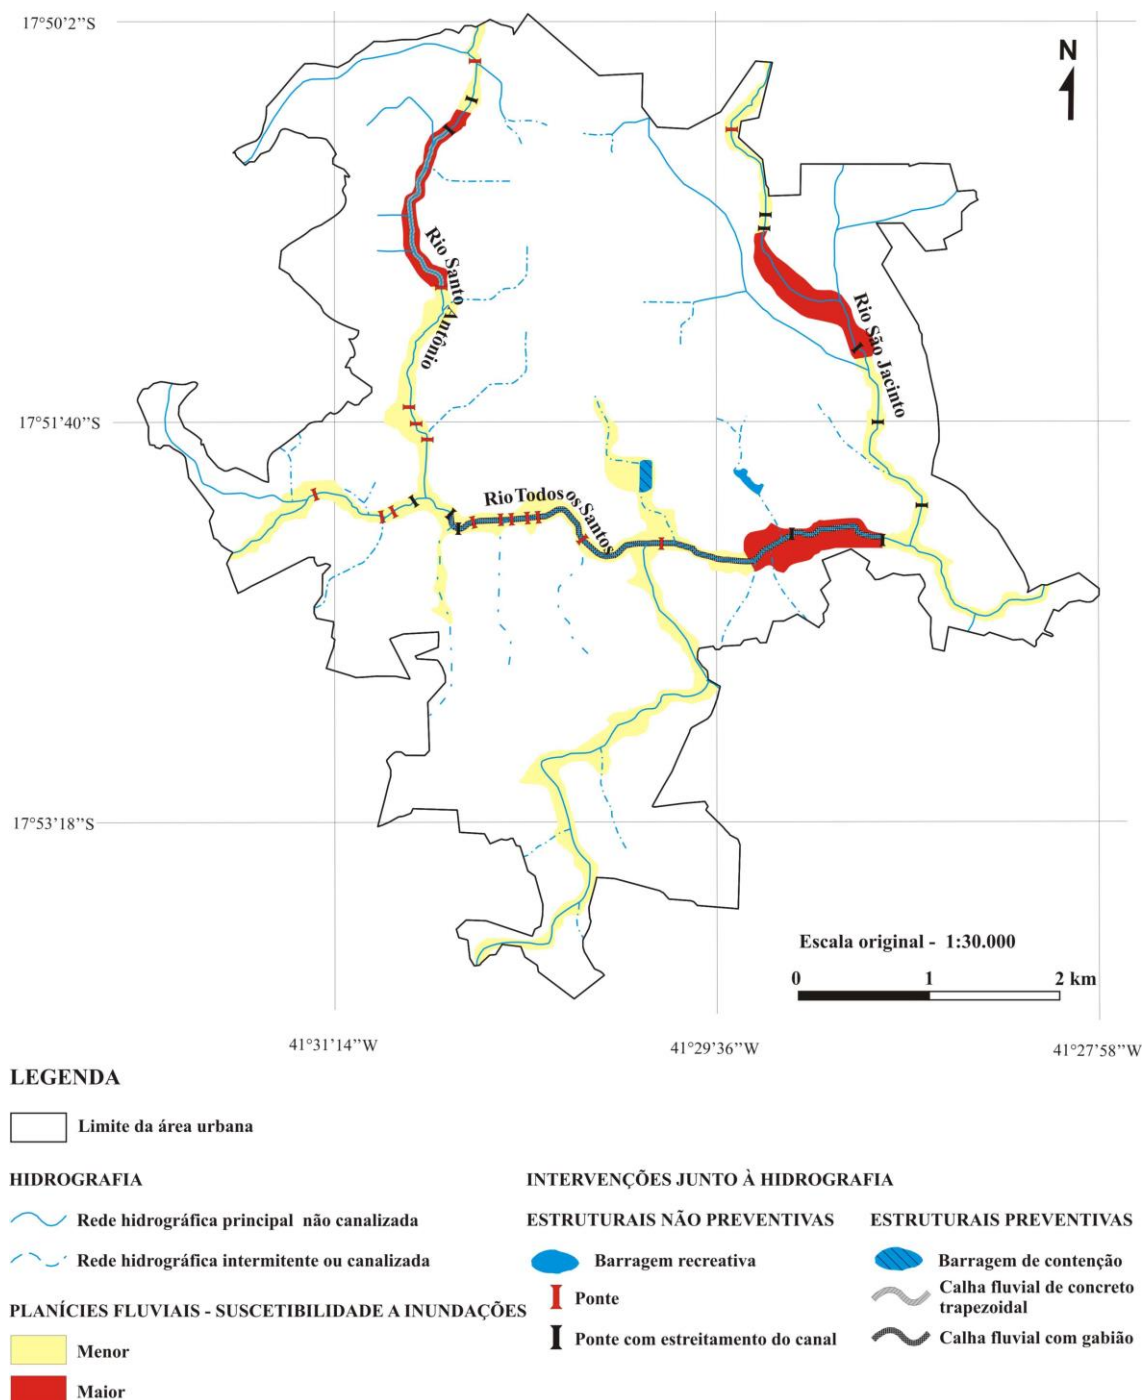 17°50'2''S
N
Rio Santo Antônio
Rio São Jacinto
17°51'40''S
Rio Todos os Santos
17°53'18''S
Escala original - 1:30.000
0 1 2 km
41°31'14''W 41°29'36''W 41°27'58''W
LEGENDA
Limite da área urbana
HIDROGRAFIA
Rede hidrográfica principal não canalizada
Rede hidrográfica intermitente ou canalizada
PLANÍCIES FLUVIAIS - SUSCETIBILIDADE A INUNDAÇÕES
Menor
Maior
INTERVENÇÕES JUNTO À HIDROGRAFIA
ESTRUTURAIS NÃO PREVENTIVAS
Barragem recreativa
Ponte
Ponte com estreitamento do canal
ESTRUTURAIS PREVENTIVAS
Barragem de contenção
Calha fluvial de concreto
trapezoidal
Calha fluvial com gabião